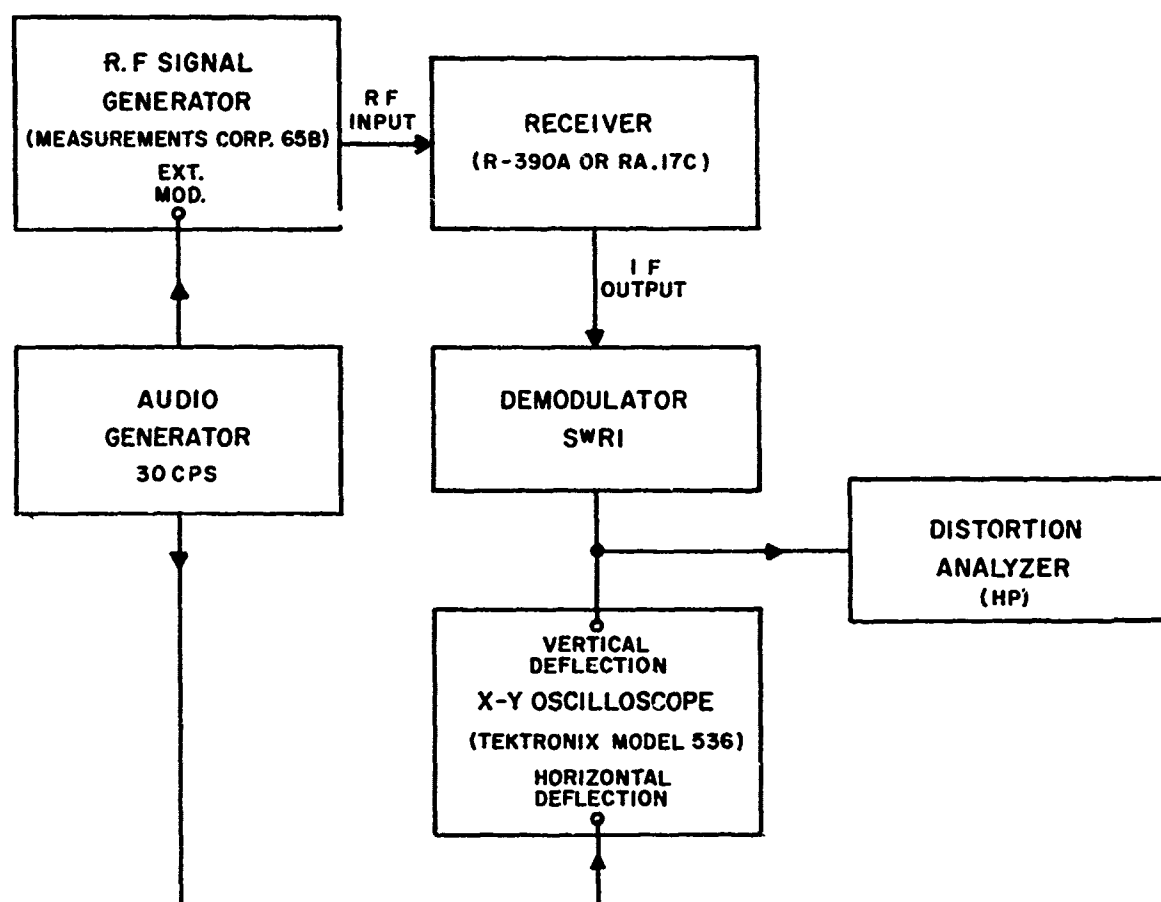 R.F SIGNAL
GENERATOR
(MEASUREMENTS CORP. 65B)
EXT.
MOD.
RF
INPUT
RECEIVER
(R-390A OR RA.17C)
IF
OUTPUT
AUDIO
GENERATOR
30 CPS
DEMODULATOR
SWRI
DISTORTION
ANALYZER
(HP)
VERTICAL
DEFLECTION
X-Y OSCILLOSCOPE
(TEKTRONIX MODEL 536)
HORIZONTAL
DEFLECTION